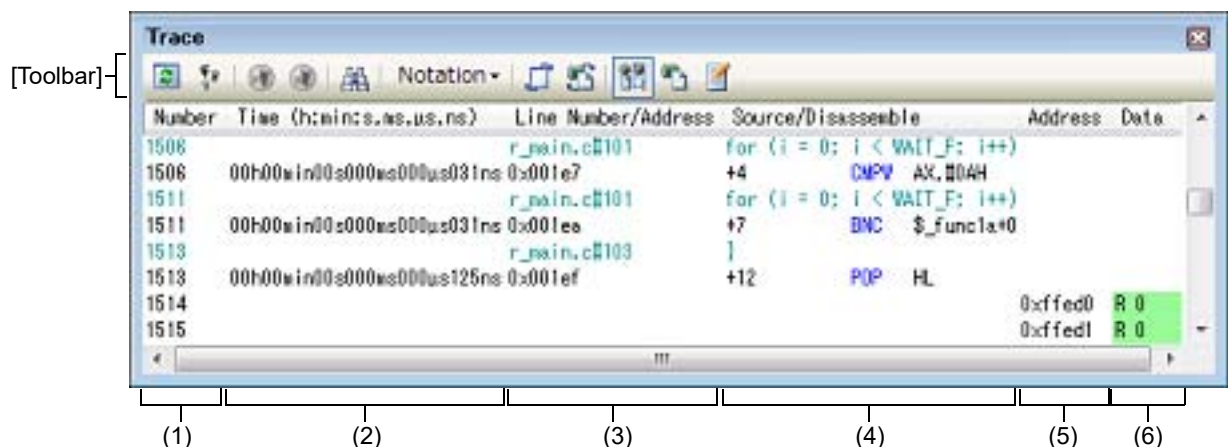 Trace
[Toolbar]
Notation
Number Time (h:min:s.ms.μs.ns) Line Number/Address Source/Disassemble Address Data
1506 r_main.c#101 for (i = 0; i < WAIT_F; i++)
1506 00h00min00s000ms000μs031ns 0x001e7 +4 CMPW AX,#0AH
1511 r_main.c#101 for (i = 0; i < WAIT_F; i++)
1511 00h00min00s000ms000μs031ns 0x001ea +7 BNC $_func1a+0
1513 r_main.c#103 }
1513 00h00min00s000ms000μs125ns 0x001ef +12 POP HL
1514 0xffed0 R 0
1515 0xffed1 R 0
(1) (2) (3) (4) (5) (6)